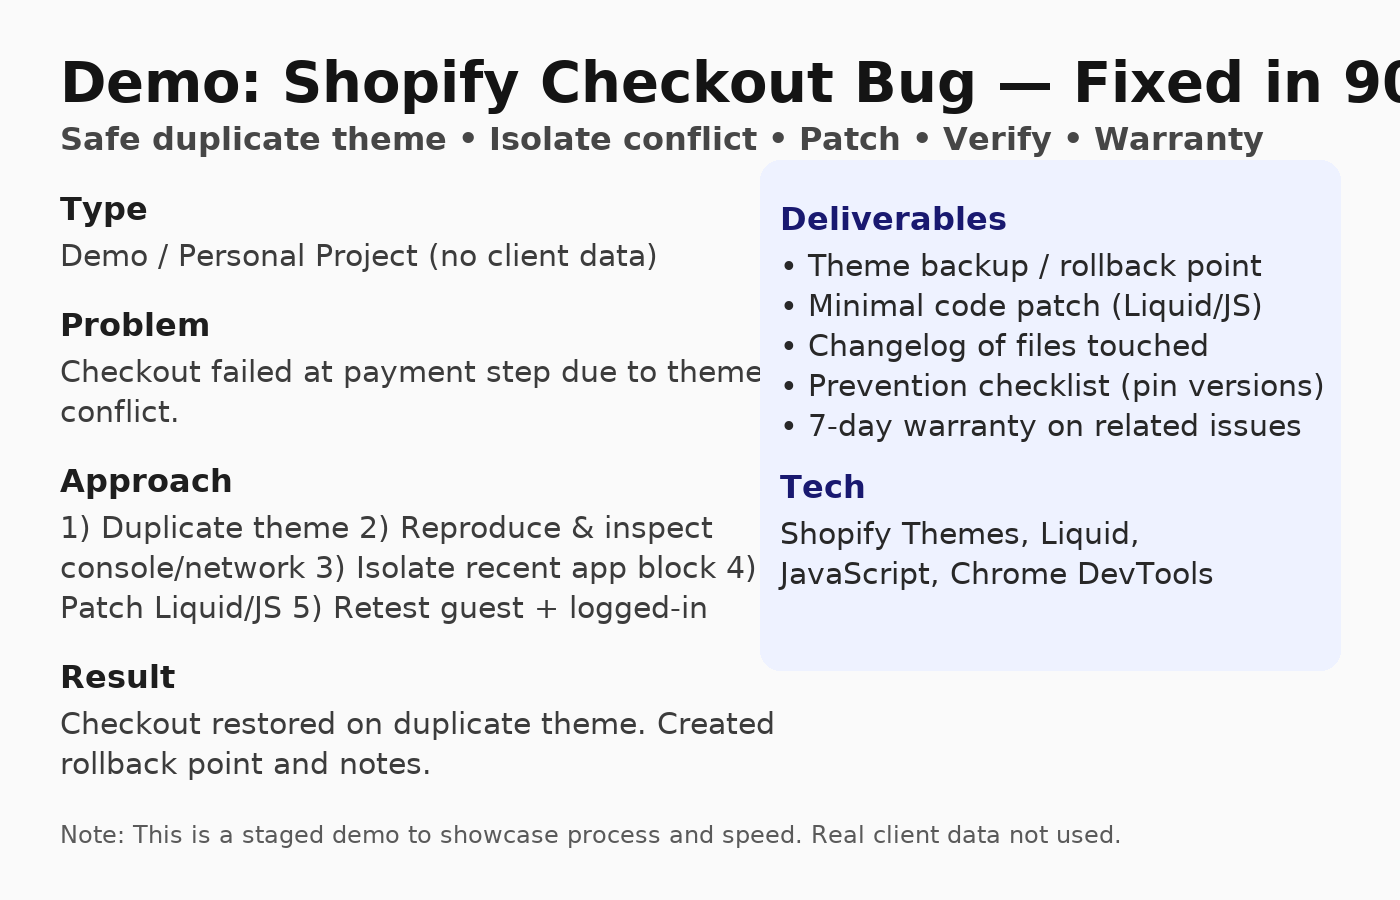 Demo: Shopify Checkout Bug — Fixed in 90
Safe duplicate theme • Isolate conflict • Patch • Verify • Warranty
Type
Demo / Personal Project (no client data)
Problem
Checkout failed at payment step due to theme
conflict.
Approach
1) Duplicate theme 2) Reproduce & inspect
console/network 3) Isolate recent app block 4)
Patch Liquid/JS 5) Retest guest + logged-in
Result
Checkout restored on duplicate theme. Created
rollback point and notes.
Deliverables
• Theme backup / rollback point
• Minimal code patch (Liquid/JS)
• Changelog of files touched
• Prevention checklist (pin versions)
• 7-day warranty on related issues
Tech
Shopify Themes, Liquid,
JavaScript, Chrome DevTools
Note: This is a staged demo to showcase process and speed. Real client data not used.